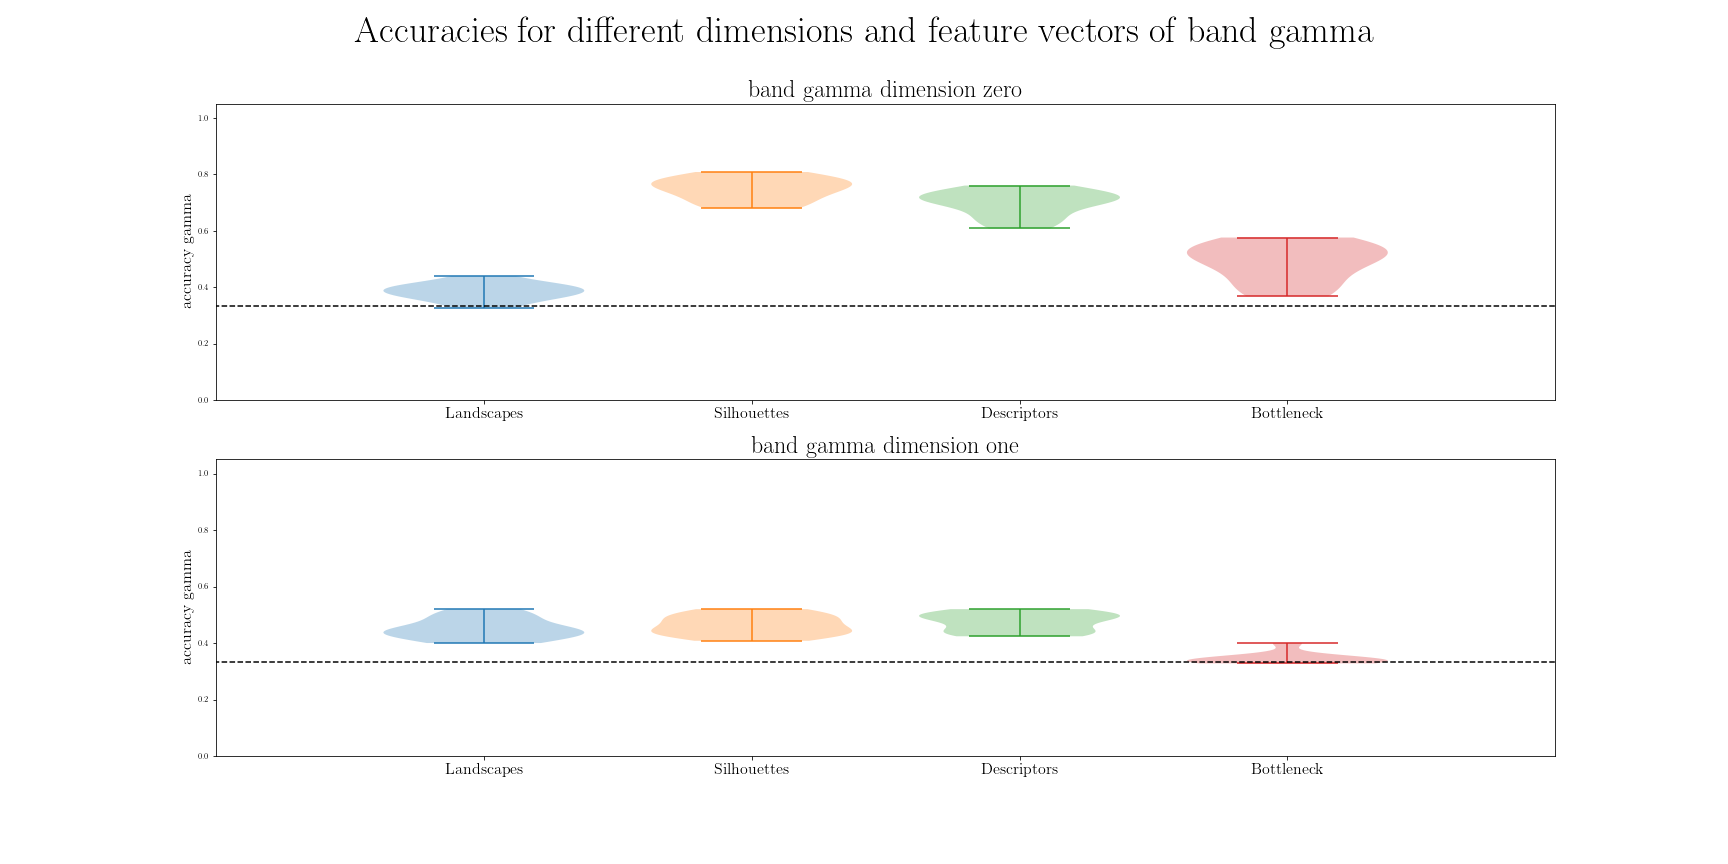 Accuracies for different dimensions and feature vectors of band gamma
band gamma dimension zero
accuracy gamma
1.0
0.8
0.6
0.4
0.2
0.0
Landscapes Silhouettes Descriptors Bottleneck
band gamma dimension one
accuracy gamma
1.0
0.8
0.6
0.4
0.2
0.0
Landscapes Silhouettes Descriptors Bottleneck